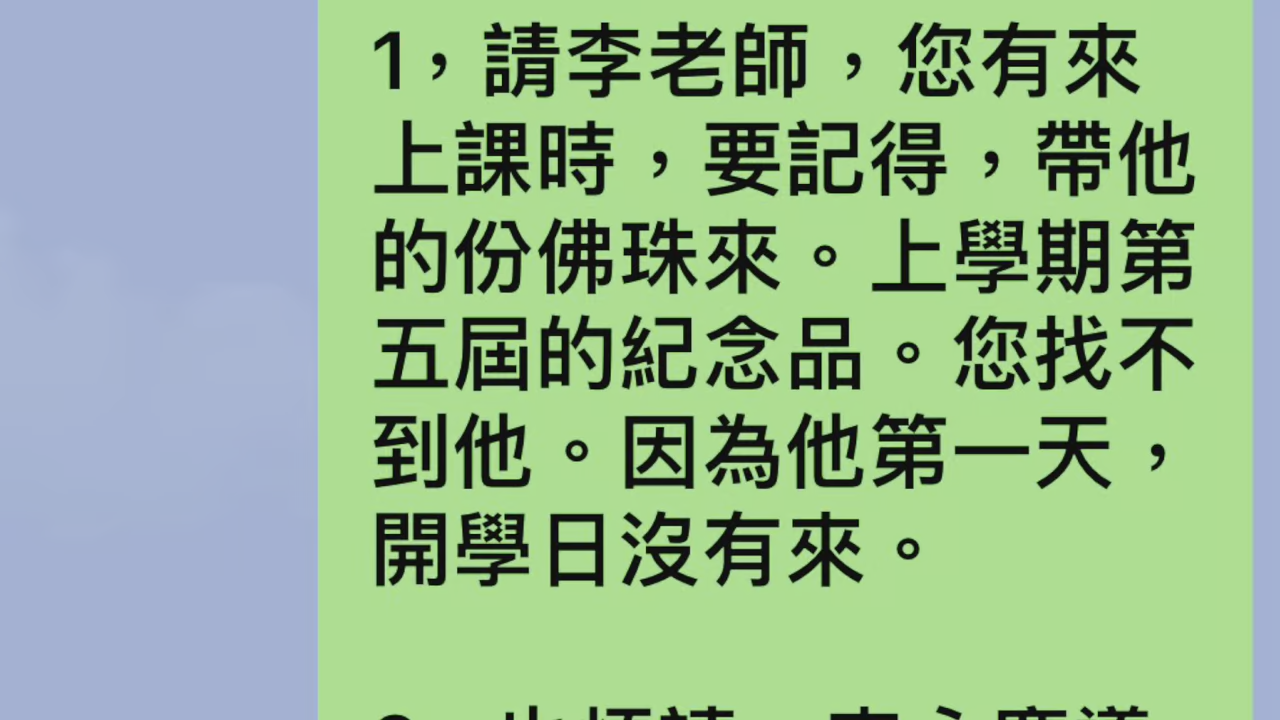 1，請李老師，您有來
上課時，要記得，帶他
的份佛珠來。上學期第
五屆的紀念品。您找不
到他。因為他第一天，
開學日沒有來。